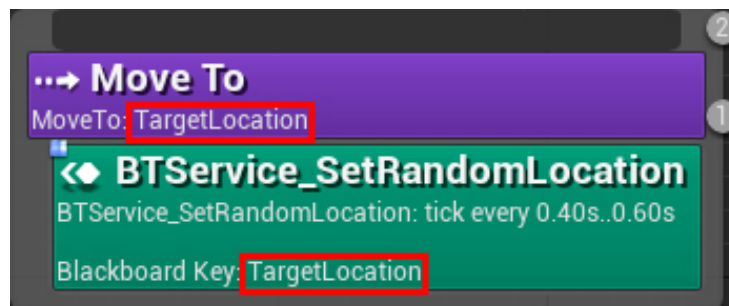 2
Move To
MoveTo: TargetLocation
1
BTService_SetRandomLocation
BTService_SetRandomLocation: tick every 0.40s..0.60s
Blackboard Key: TargetLocation